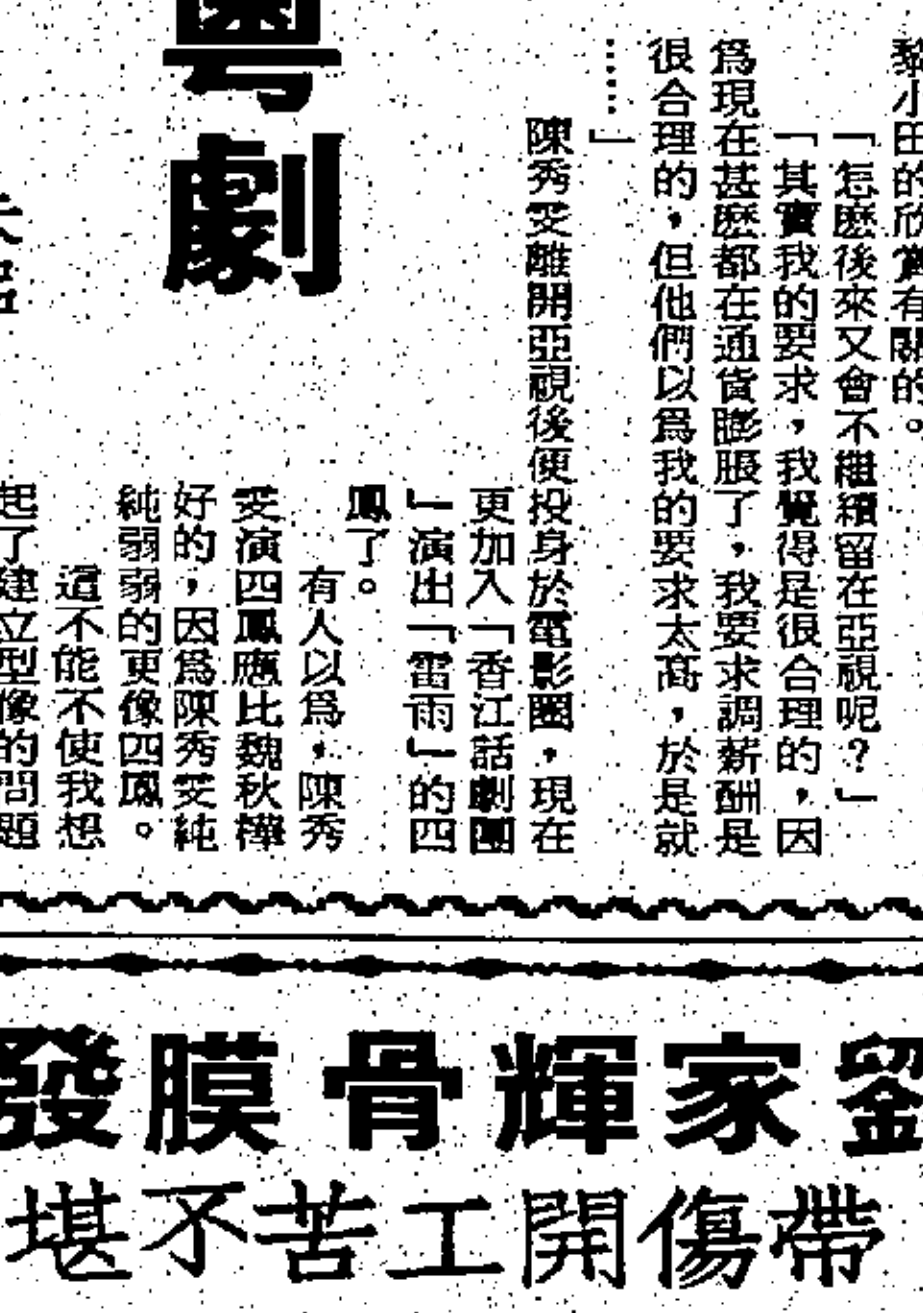 黎小田的欣賞有關的。
「怎麽後來又會不繼續留在亞視呢？」
「其實我的要求，我覺得是很合理的，因
爲現在甚麽都在通貨膨脹了，我要求調薪酬是
很合理的，但他們以爲我的要求太高，於是就
……」
陳秀雯離開亞視後便投身於電影圈，現在
更加入「香江話劇團
」演出「雷雨」的四
鳳了。
有人以爲，陳秀
雯演四鳳應比魏秋樺
好的，因爲陳秀雯純
純弱弱的更像四鳳。
這不能不使我想
起了建立型像的問題
粵劇
劉家輝骨膜發
帶傷開工苦不堪